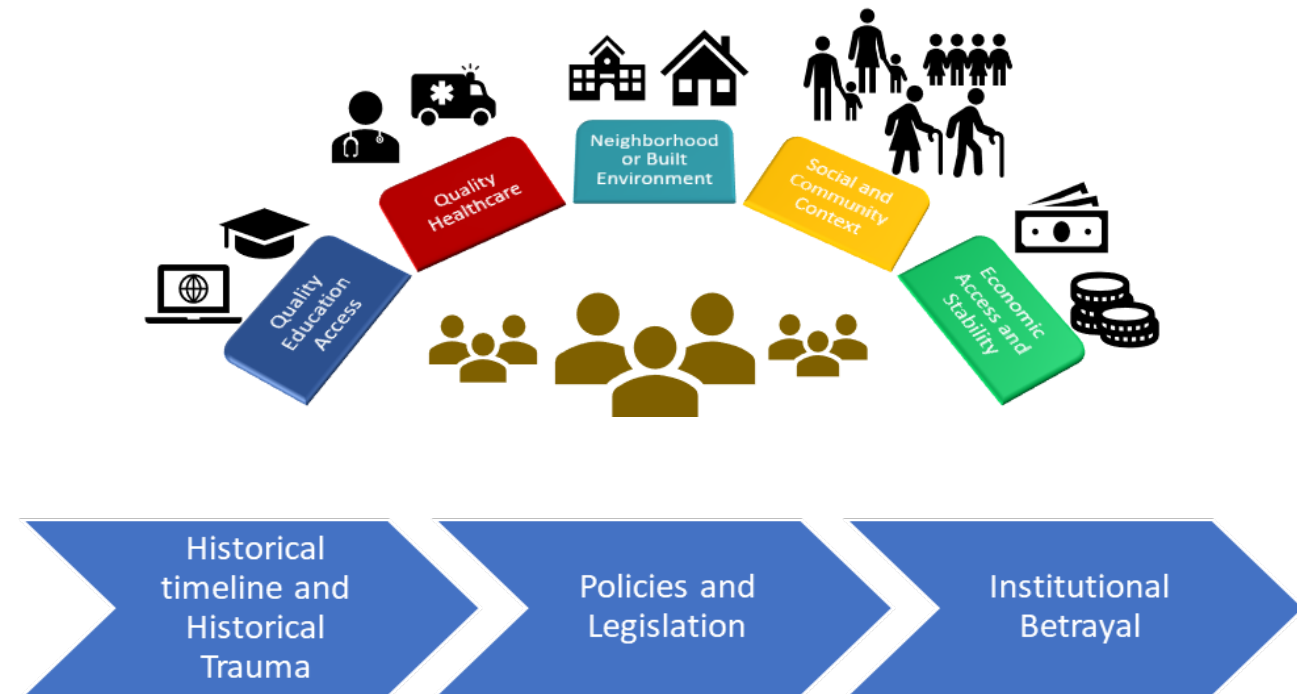 Quality
Education
Access
Quality
Healthcare
Neighborhood
or Built
Environment
Social and
Community
Context
Economic
Access and
Stability
Historical
timeline and
Historical
Trauma
Policies and
Legislation
Institutional
Betrayal